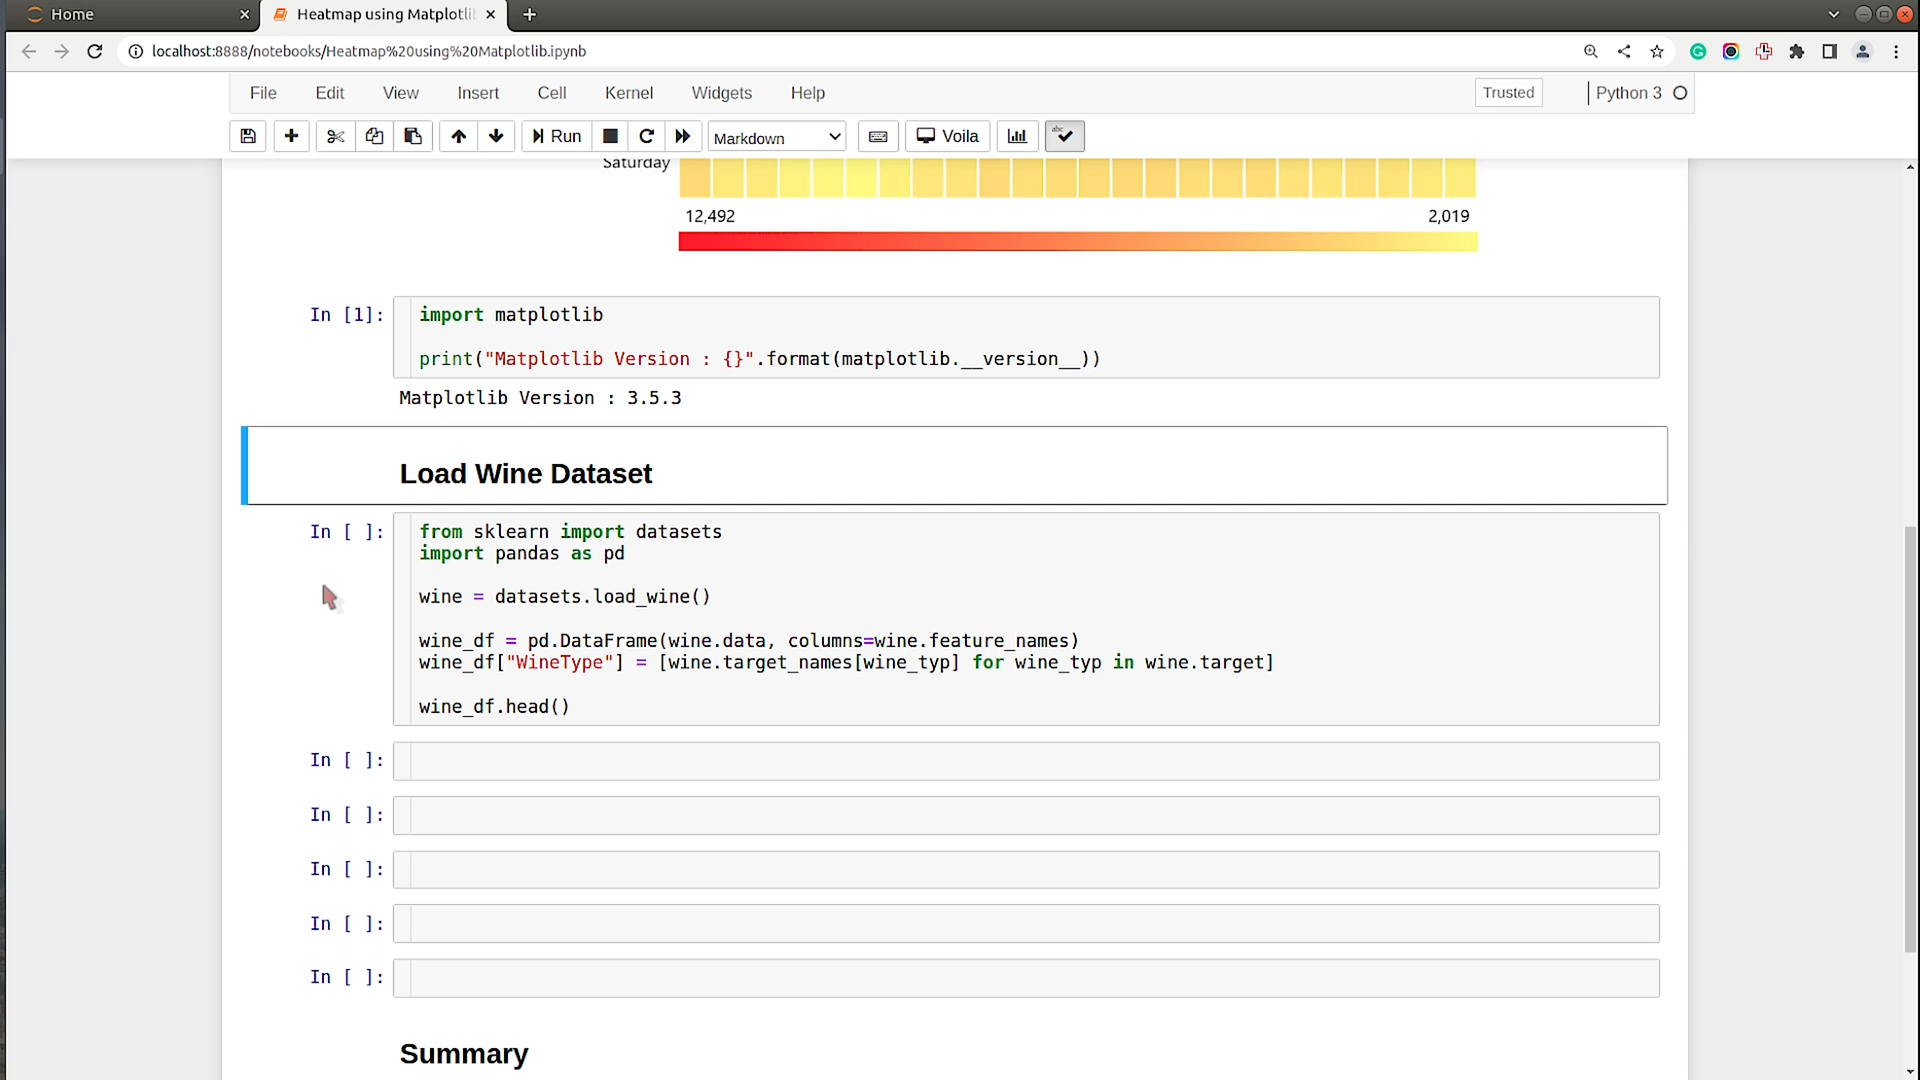 Home
Heatmap using Matplotli
localhost:8888/notebooks/Heatmap%20using%20Matplotlib.ipynb
File Edit View Insert Cell Kernel Widgets Help Trusted Python 3
Run Markdown Voila abc
Saturday
12,492 2,019
In [1]: import matplotlib
print("Matplotlib Version : {}".format(matplotlib.__version__))
Matplotlib Version : 3.5.3
Load Wine Dataset
In [ ]: from sklearn import datasets
import pandas as pd
wine = datasets.load_wine()
wine_df = pd.DataFrame(wine.data, columns=wine.feature_names)
wine_df["WineType"] = [wine.target_names[wine_typ] for wine_typ in wine.target]
wine_df.head()
In [ ]:
In [ ]:
In [ ]:
In [ ]:
In [ ]:
Summary